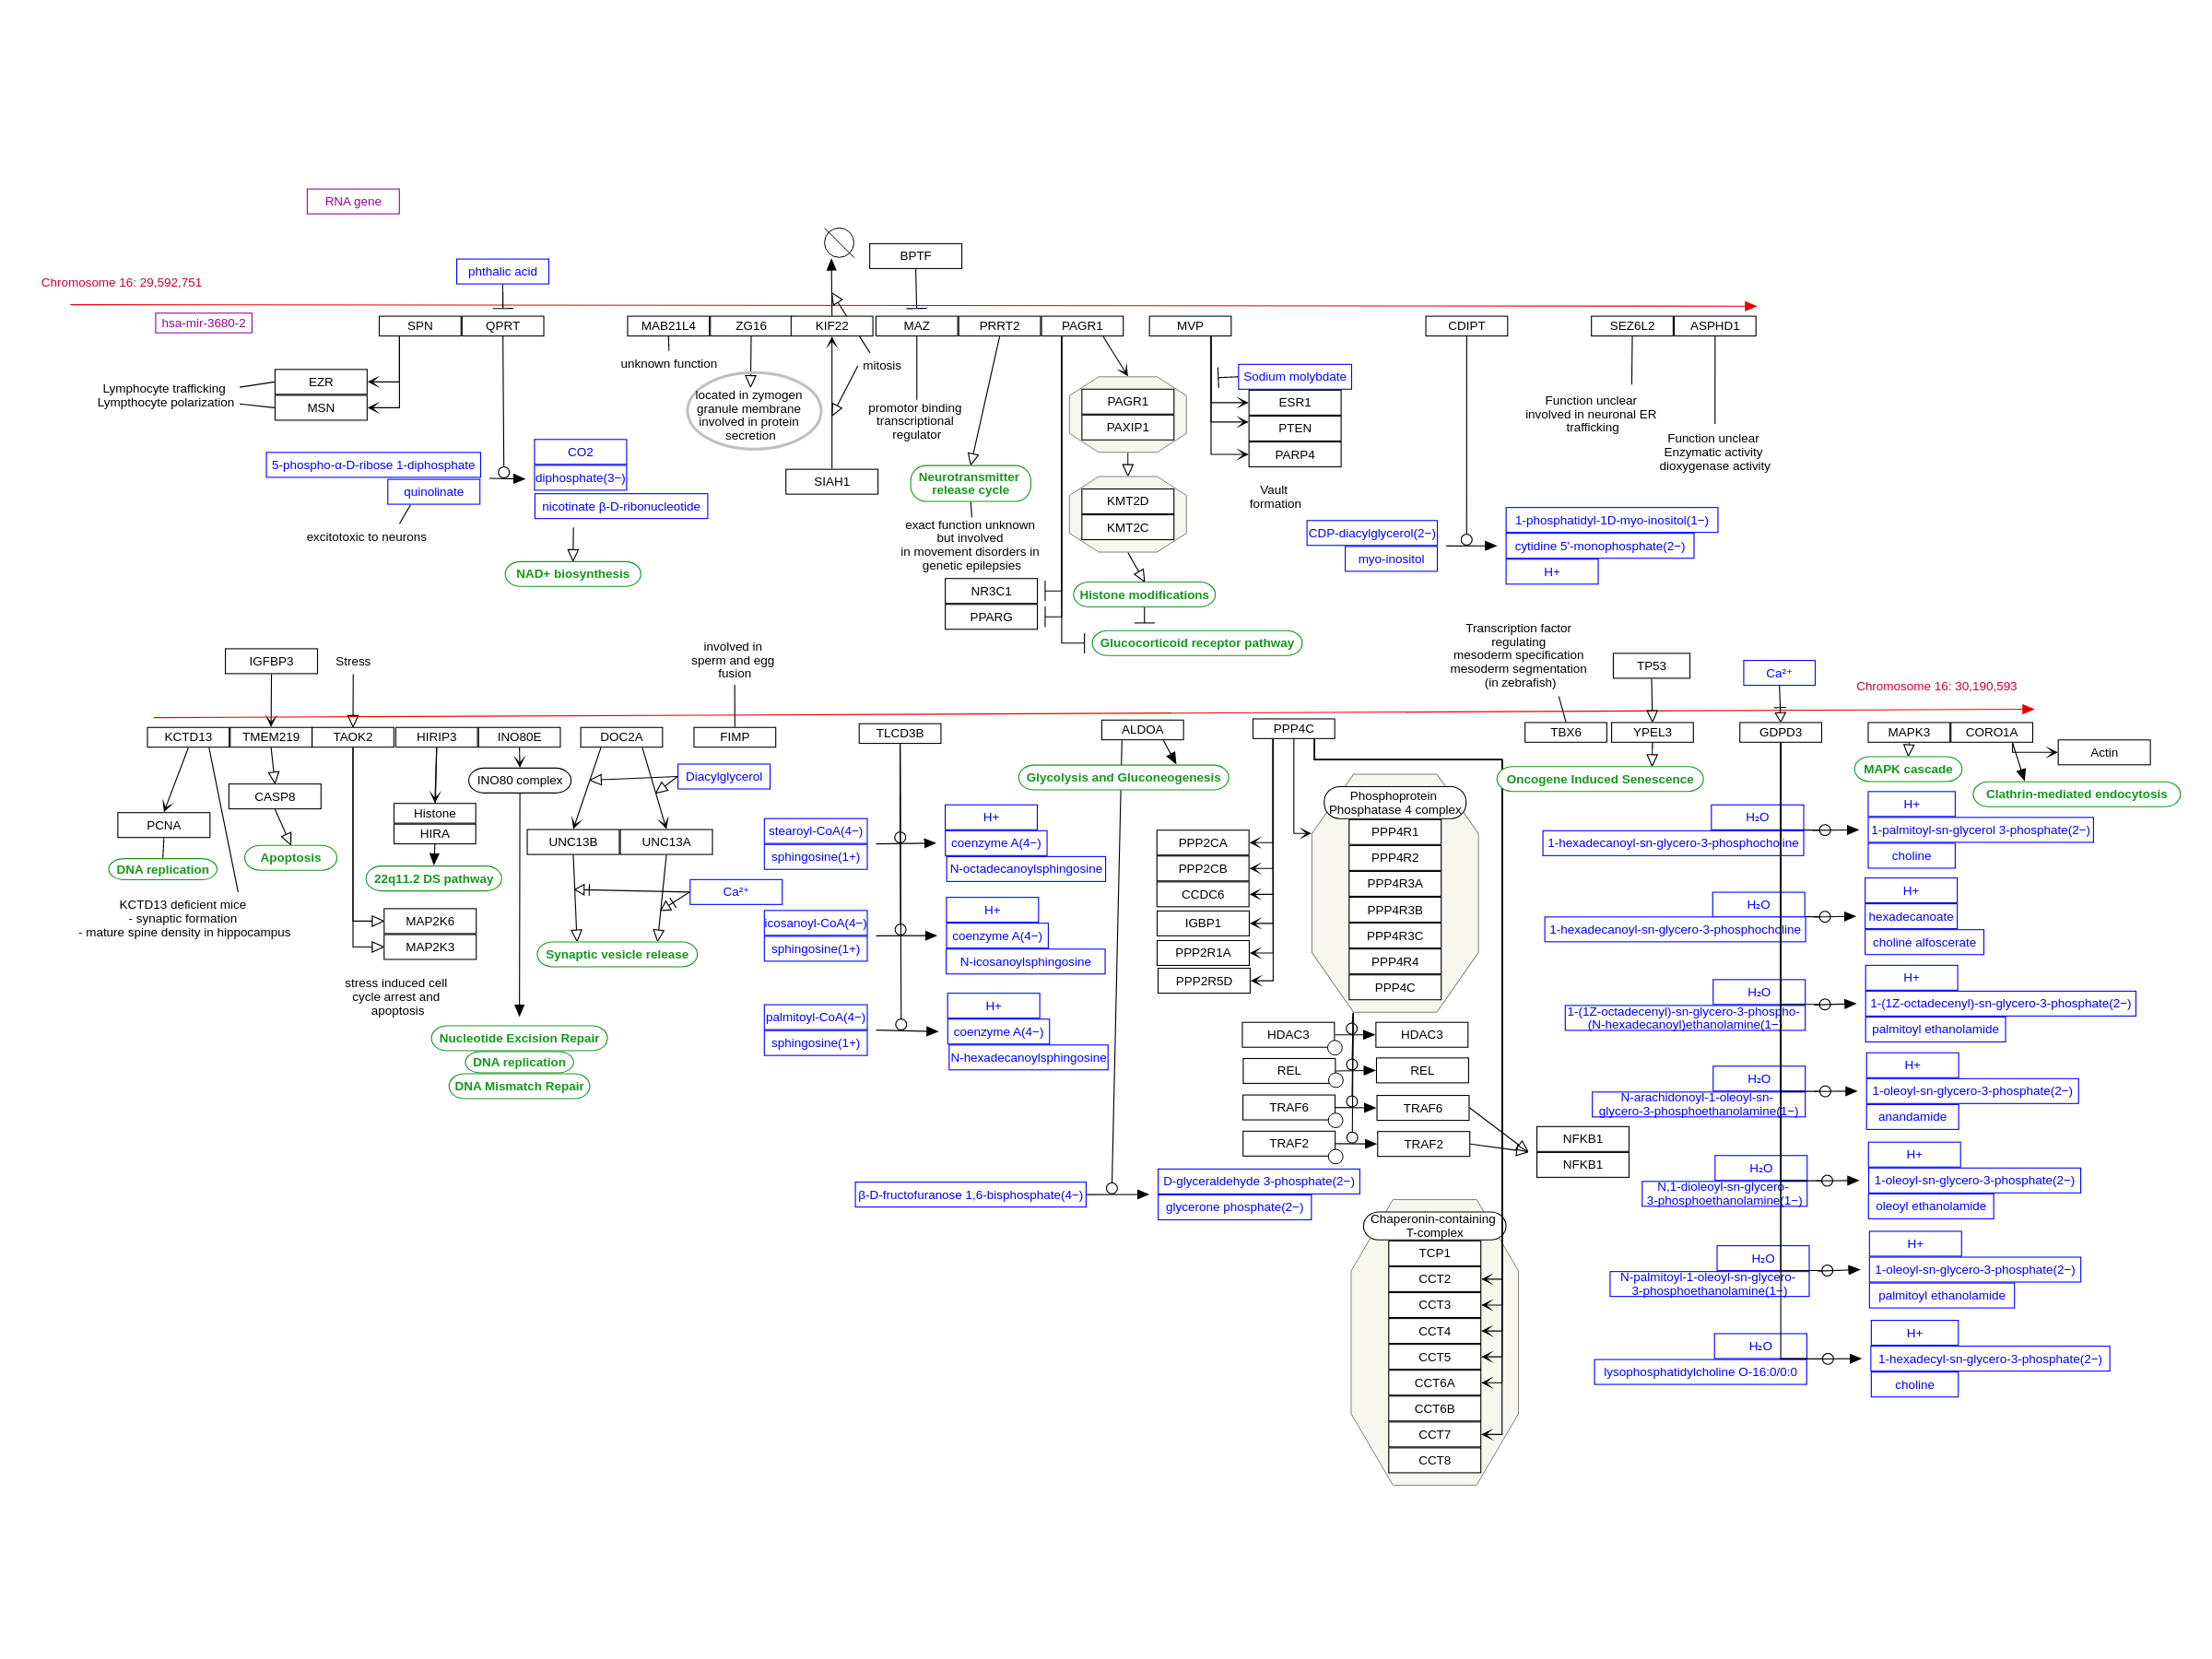 RNA gene
BPTF
phthalic acid
Chromosome 16: 29,592,751
hsa-mir-3680-2
SPN
QPRT
MAB21L4
ZG16
KIF22
MAZ
PRRT2
PAGR1
MVP
CDIPT
SEZ6L2
ASPHD1
unknown function
mitosis
Lymphocyte trafficking
Lympthocyte polarization
EZR
MSN
located in zymogen
granule membrane
involved in protein
secretion
promotor binding
transcriptional
regulator
PAGR1
PAXIP1
Sodium molybdate
ESR1
PTEN
PARP4
Vault
formation
Function unclear
involved in neuronal ER
trafficking
Function unclear
Enzymatic activity
dioxygenase activity
5-phospho-α-D-ribose 1-diphosphate
quinolinate
excitotoxic to neurons
CO2
diphosphate(3−)
nicotinate β-D-ribonucleotide
NAD+ biosynthesis
SIAH1
Neurotransmitter
release cycle
exact function unknown
but involved
in movement disorders in
genetic epilepsies
KMT2D
KMT2C
Histone modifications
NR3C1
PPARG
Glucocorticoid receptor pathway
CDP-diacylglycerol(2−)
myo-inositol
1-phosphatidyl-1D-myo-inositol(1−)
cytidine 5'-monophosphate(2−)
H+
IGFBP3
Stress
involved in
sperm and egg
fusion
Transcription factor
regulating
mesoderm specification
mesoderm segmentation
(in zebrafish)
TP53
Ca²⁺
Chromosome 16: 30,190,593
KCTD13
TMEM219
TAOK2
HIRIP3
INO80E
DOC2A
FIMP
TLCD3B
ALDOA
PPP4C
TBX6
YPEL3
GDPD3
MAPK3
CORO1A
Actin
PCNA
DNA replication
KCTD13 deficient mice
- synaptic formation
- mature spine density in hippocampus
CASP8
Apoptosis
INO80 complex
Histone
HIRA
22q11.2 DS pathway
MAP2K6
MAP2K3
stress induced cell
cycle arrest and
apoptosis
Nucleotide Excision Repair
DNA replication
DNA Mismatch Repair
Diacylglycerol
UNC13B
UNC13A
Ca²⁺
Synaptic vesicle release
stearoyl-CoA(4−)
sphingosine(1+)
H+
coenzyme A(4−)
N-octadecanoylsphingosine
icosanoyl-CoA(4−)
sphingosine(1+)
H+
coenzyme A(4−)
N-icosanoylsphingosine
palmitoyl-CoA(4−)
sphingosine(1+)
H+
coenzyme A(4−)
N-hexadecanoylsphingosine
Glycolysis and Gluconeogenesis
β-D-fructofuranose 1,6-bisphosphate(4−)
D-glyceraldehyde 3-phosphate(2−)
glycerone phosphate(2−)
PPP2CA
PPP2CB
CCDC6
IGBP1
PPP2R1A
PPP2R5D
Phosphoprotein
Phosphatase 4 complex
PPP4R1
PPP4R2
PPP4R3A
PPP4R3B
PPP4R3C
PPP4R4
PPP4C
HDAC3
HDAC3
REL
REL
TRAF6
TRAF6
TRAF2
TRAF2
NFKB1
NFKB1
Chaperonin-containing
T-complex
TCP1
CCT2
CCT3
CCT4
CCT5
CCT6A
CCT6B
CCT7
CCT8
Oncogene Induced Senescence
MAPK cascade
Clathrin-mediated endocytosis
H₂O
1-hexadecanoyl-sn-glycero-3-phosphocholine
H+
1-palmitoyl-sn-glycerol 3-phosphate(2−)
choline
H₂O
1-hexadecanoyl-sn-glycero-3-phosphocholine
H+
hexadecanoate
choline alfoscerate
H₂O
1-(1Z-octadecenyl)-sn-glycero-3-phospho-
(N-hexadecanoyl)ethanolamine(1−)
H+
1-(1Z-octadecenyl)-sn-glycero-3-phosphate(2−)
palmitoyl ethanolamide
H₂O
N-arachidonoyl-1-oleoyl-sn-
glycero-3-phosphoethanolamine(1−)
H+
1-oleoyl-sn-glycero-3-phosphate(2−)
anandamide
H₂O
N,1-dioleoyl-sn-glycero-
3-phosphoethanolamine(1−)
H+
1-oleoyl-sn-glycero-3-phosphate(2−)
oleoyl ethanolamide
H₂O
N-palmitoyl-1-oleoyl-sn-glycero-
3-phosphoethanolamine(1−)
H+
1-oleoyl-sn-glycero-3-phosphate(2−)
palmitoyl ethanolamide
H₂O
lysophosphatidylcholine O-16:0/0:0
H+
1-hexadecyl-sn-glycero-3-phosphate(2−)
choline